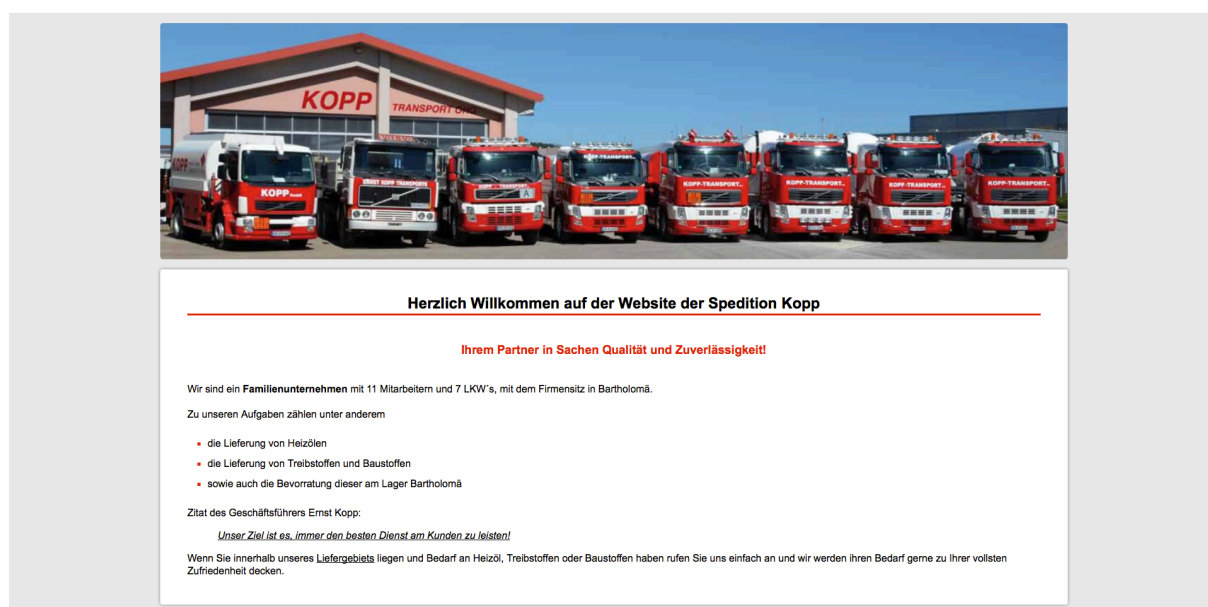 KOPP TRANSPORT
KOPP
KOPP
ERNST KOPP TRANSPORTE
KOPP TRANSPORT
A
KOPP-TRANSPORT
KOPP-TRANSPORT
KOPP-TRANSPORT
KOPP-TRANSPORT
KOPP-TRANSPORT
Herzlich Willkommen auf der Website der Spedition Kopp
Ihrem Partner in Sachen Qualität und Zuverlässigkeit!
Wir sind ein Familienunternehmen mit 11 Mitarbeitern und 7 LKW´s, mit dem Firmensitz in Bartholomä.
Zu unseren Aufgaben zählen unter anderem
die Lieferung von Heizölen
die Lieferung von Treibstoffen und Baustoffen
sowie auch die Bevorratung dieser am Lager Bartholomä
Zitat des Geschäftsführers Ernst Kopp:
Unser Ziel ist es, immer den besten Dienst am Kunden zu leisten!
Wenn Sie innerhalb unseres Liefergebiets liegen und Bedarf an Heizöl, Treibstoffen oder Baustoffen haben rufen Sie uns einfach an und wir werden ihren Bedarf gerne zu Ihrer vollsten
Zufriedenheit decken.